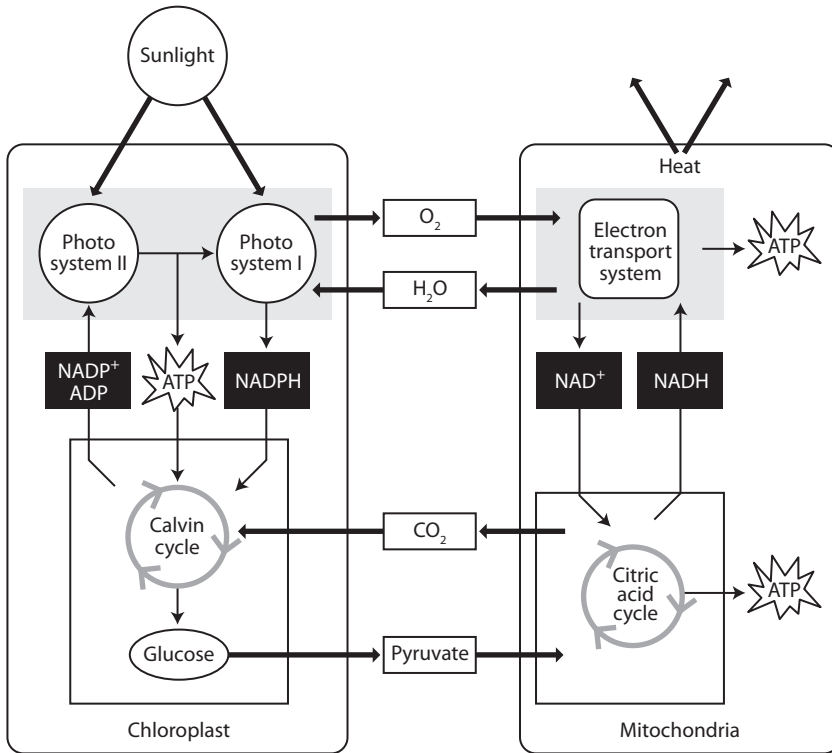 Sunlight
Heat
Photo
system II
Photo
system I
O₂
H₂O
Electron
transport
system
ATP
NADP⁺
ADP
ATP
NADPH
NAD⁺
NADH
Calvin
cycle
CO₂
Citric
acid
cycle
ATP
Glucose
Pyruvate
Chloroplast
Mitochondria